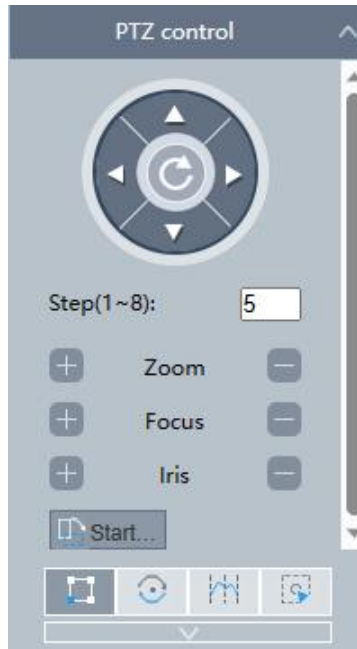 PTZ control
Step(1~8): 5
Zoom
Focus
Iris
Start...